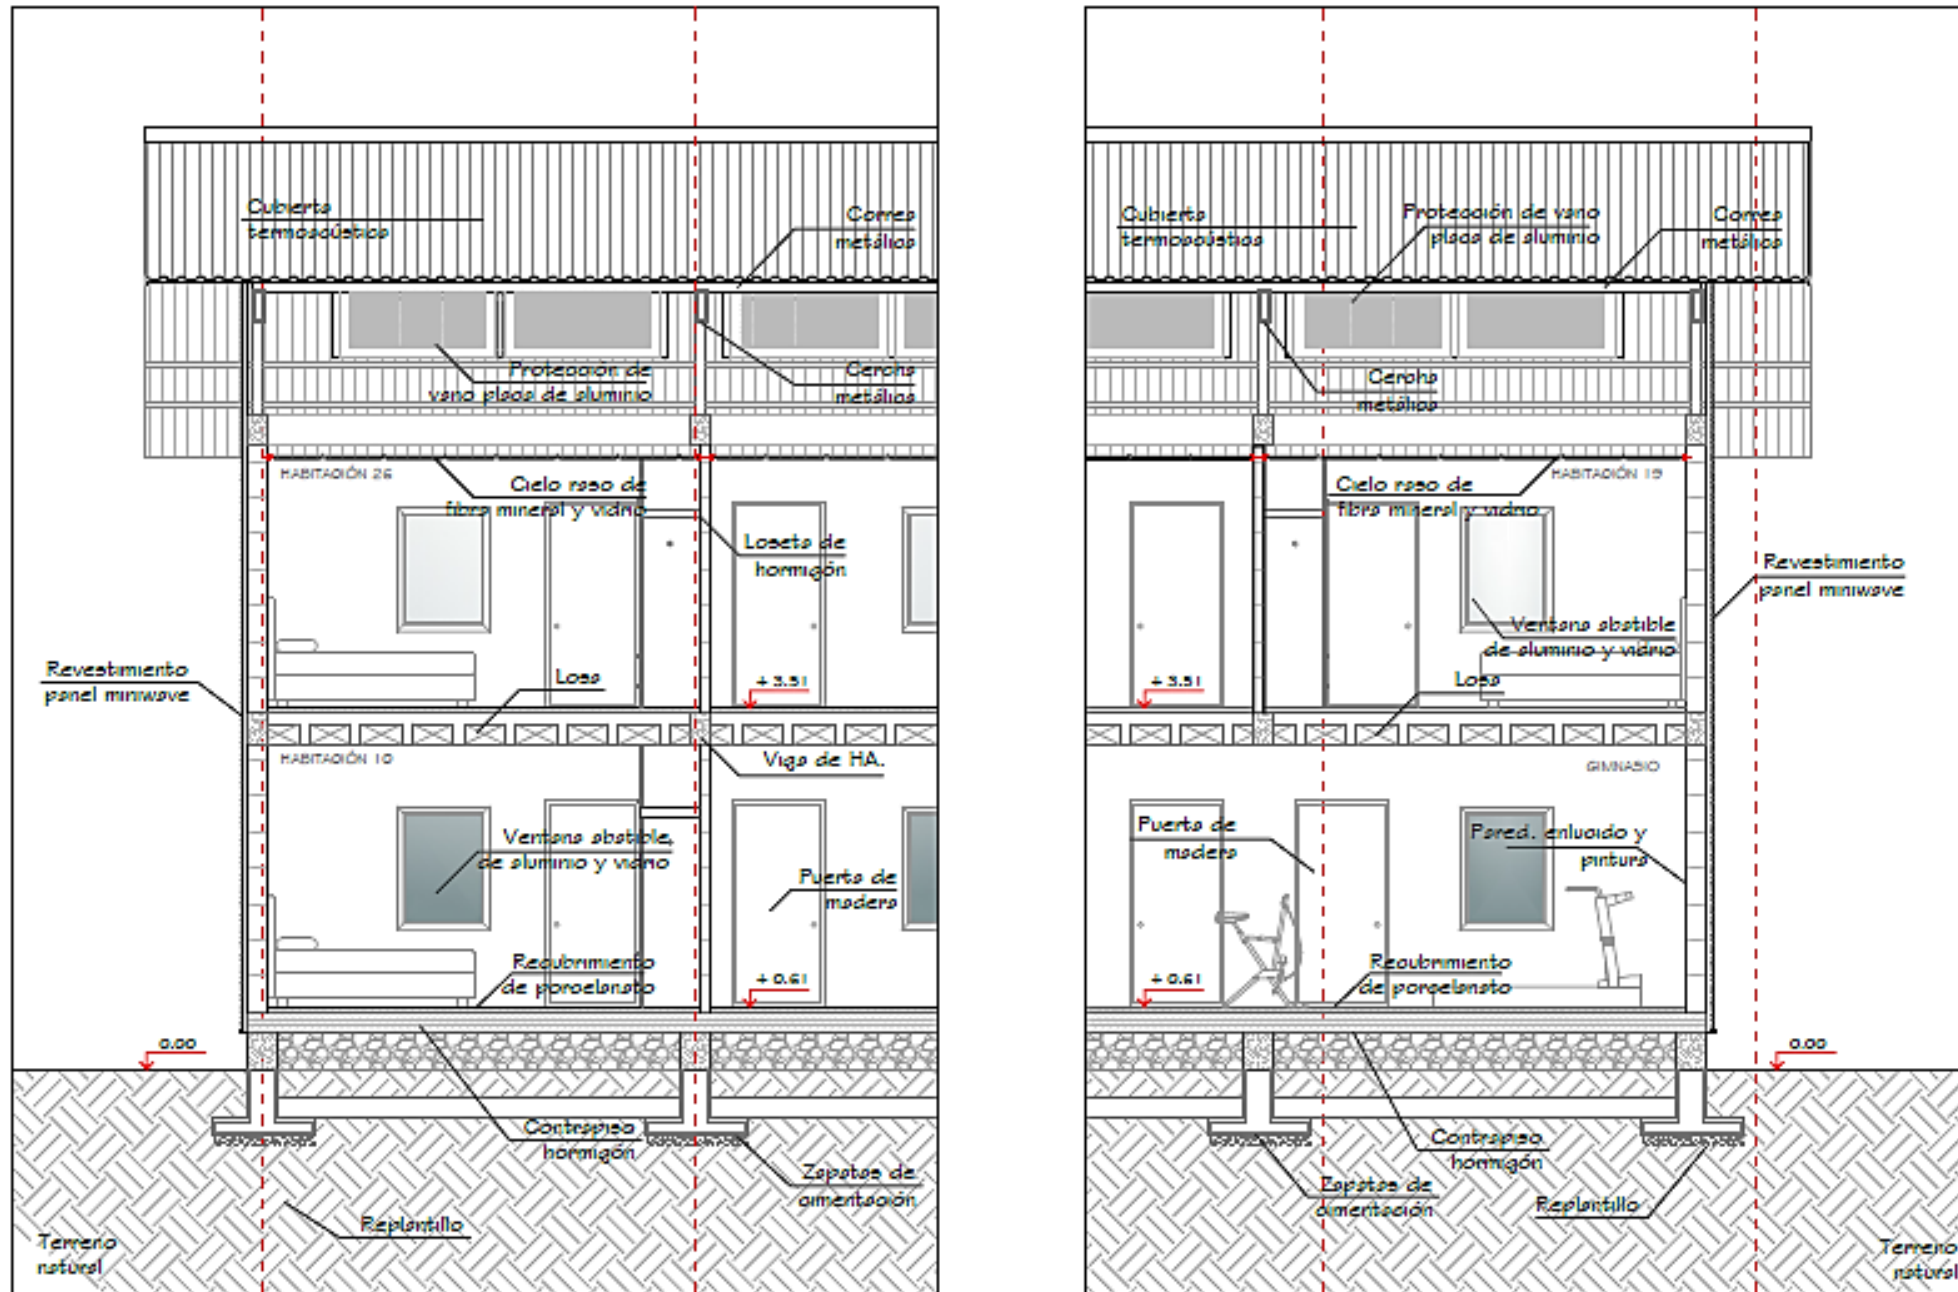 Cubierta
termoacústica
Correa
metálica
Protección de
vano placa de aluminio
Cercha
metálica
HABITACIÓN 26
Cielo raso de
fibra mineral y vidrio
Loseta de
hormigón
Revestimiento
panel miniwave
Losa
+ 3.51
HABITACIÓN 10
Viga de HA.
Ventana abatible,
de aluminio y vidrio
Puerta de
madera
Recubrimiento
de porcelanato
+ 0.61
0.00
Contrapiso
hormigón
Zapatas de
cimentación
Replantillo
Terreno
natural
Cubierta
termoacústica
Protección de vano
placa de aluminio
Correa
metálica
Cercha
metálica
Cielo raso de
fibra mineral y vidrio
HABITACIÓN 19
Revestimiento
panel miniwave
Ventana abatible
de aluminio y vidrio
+ 3.51
Losa
GIMNASIO
Puerta de
madera
Pared, enlucido y
pintura
Recubrimiento
de porcelanato
+ 0.61
0.00
Contrapiso
hormigón
Zapatas de
cimentación
Replantillo
Terreno
natural